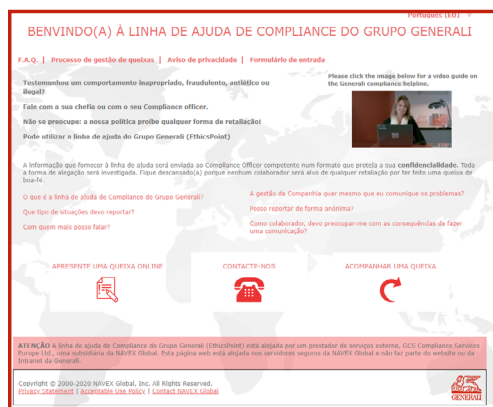 Português (EU)
BENVINDO(A) À LINHA DE AJUDA DE COMPLIANCE DO GRUPO GENERALI
F.A.Q. | Processo de gestão de queixas | Aviso de privacidade | Formulário de entrada
Testemunhou um comportamento inapropriado, fraudulento, antiético ou
ilegal?
Fale com a sua chefia ou com o seu Compliance officer.
Não se preocupe: a nossa política proíbe qualquer forma de retaliação!
Pode utilizar a linha de ajuda do Grupo Generali (EthicsPoint)
Please click the image below for a video guide on
the Generali compliance helpline.
A informação que fornecer à linha de ajuda será enviada ao Compliance Officer competente num formato que proteja a sua confidencialidade. Toda
a forma de alegação será investigada. Fique descansado(a) porque nenhum colaborador será alvo de qualquer retaliação por ter feito uma queixa de
boa-fé.
O que é a linha de ajuda de Compliance do Grupo Generali?
Que tipo de situações devo reportar?
Com quem mais posso falar?
A gestão da Companhia quer mesmo que eu comunique os problemas?
Posso reportar de forma anónima?
Como colaborador, devo preocupar-me com as consequências de fazer
uma comunicação?
APRESENTE UMA QUEIXA ONLINE
CONTACTE-NOS
ACOMPANHAR UMA QUEIXA
ATENÇÃO A linha de ajuda de Compliance do Grupo Generali (EthicsPoint) está alojada por um prestador de serviços externo, GCS Compliance Services
Europe Ltd., uma subsidiária da NAVEX Global. Esta página web está alojada nos servidores seguros da NAVEX Global e não faz parte do website ou da
Intranet da Generali.
Copyright © 2000-2020 NAVEX Global, Inc. All Rights Reserved.
Privacy Statement | Acceptable Use Policy | Contact NAVEX Global
GENERALI